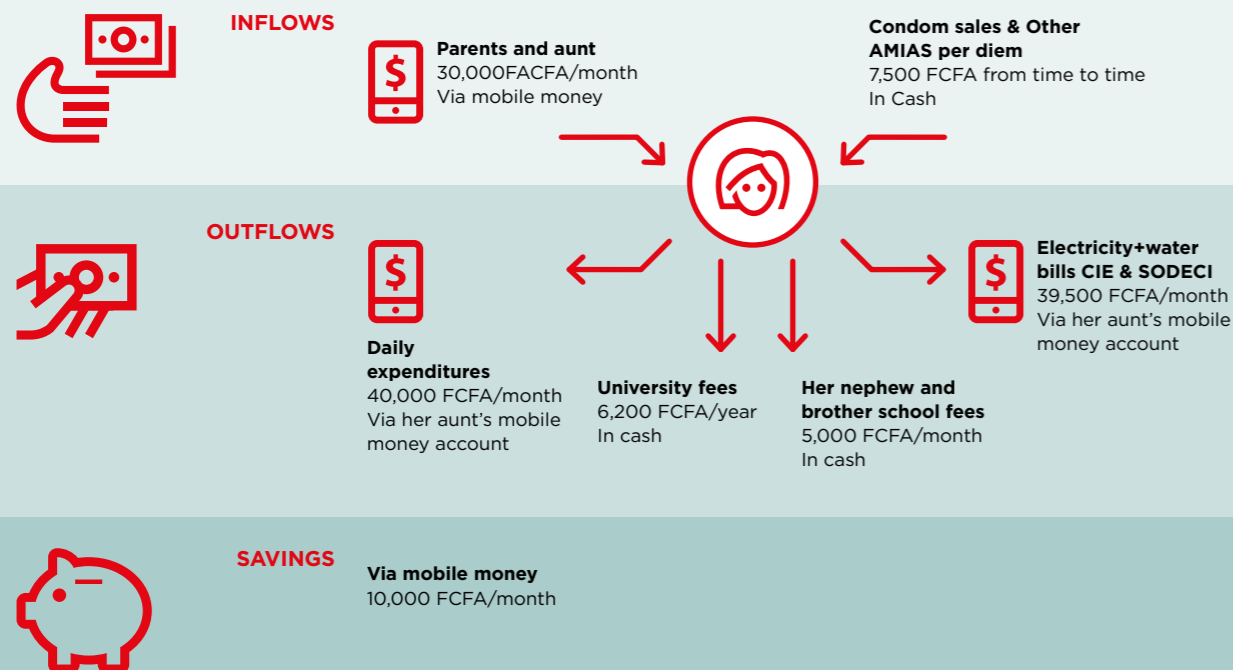 INFLOWS
Parents and aunt
30,000FACFA/month
Via mobile money
Condom sales & Other
AMIAS per diem
7,500 FCFA from time to time
In Cash
$
OUTFLOWS
$
Daily
expenditures
40,000 FCFA/month
Via her aunt’s mobile
money account
University fees
6,200 FCFA/year
In cash
Her nephew and
brother school fees
5,000 FCFA/month
In cash
$
Electricity+water
bills CIE & SODECI
39,500 FCFA/month
Via her aunt’s mobile
money account
SAVINGS
Via mobile money
10,000 FCFA/month